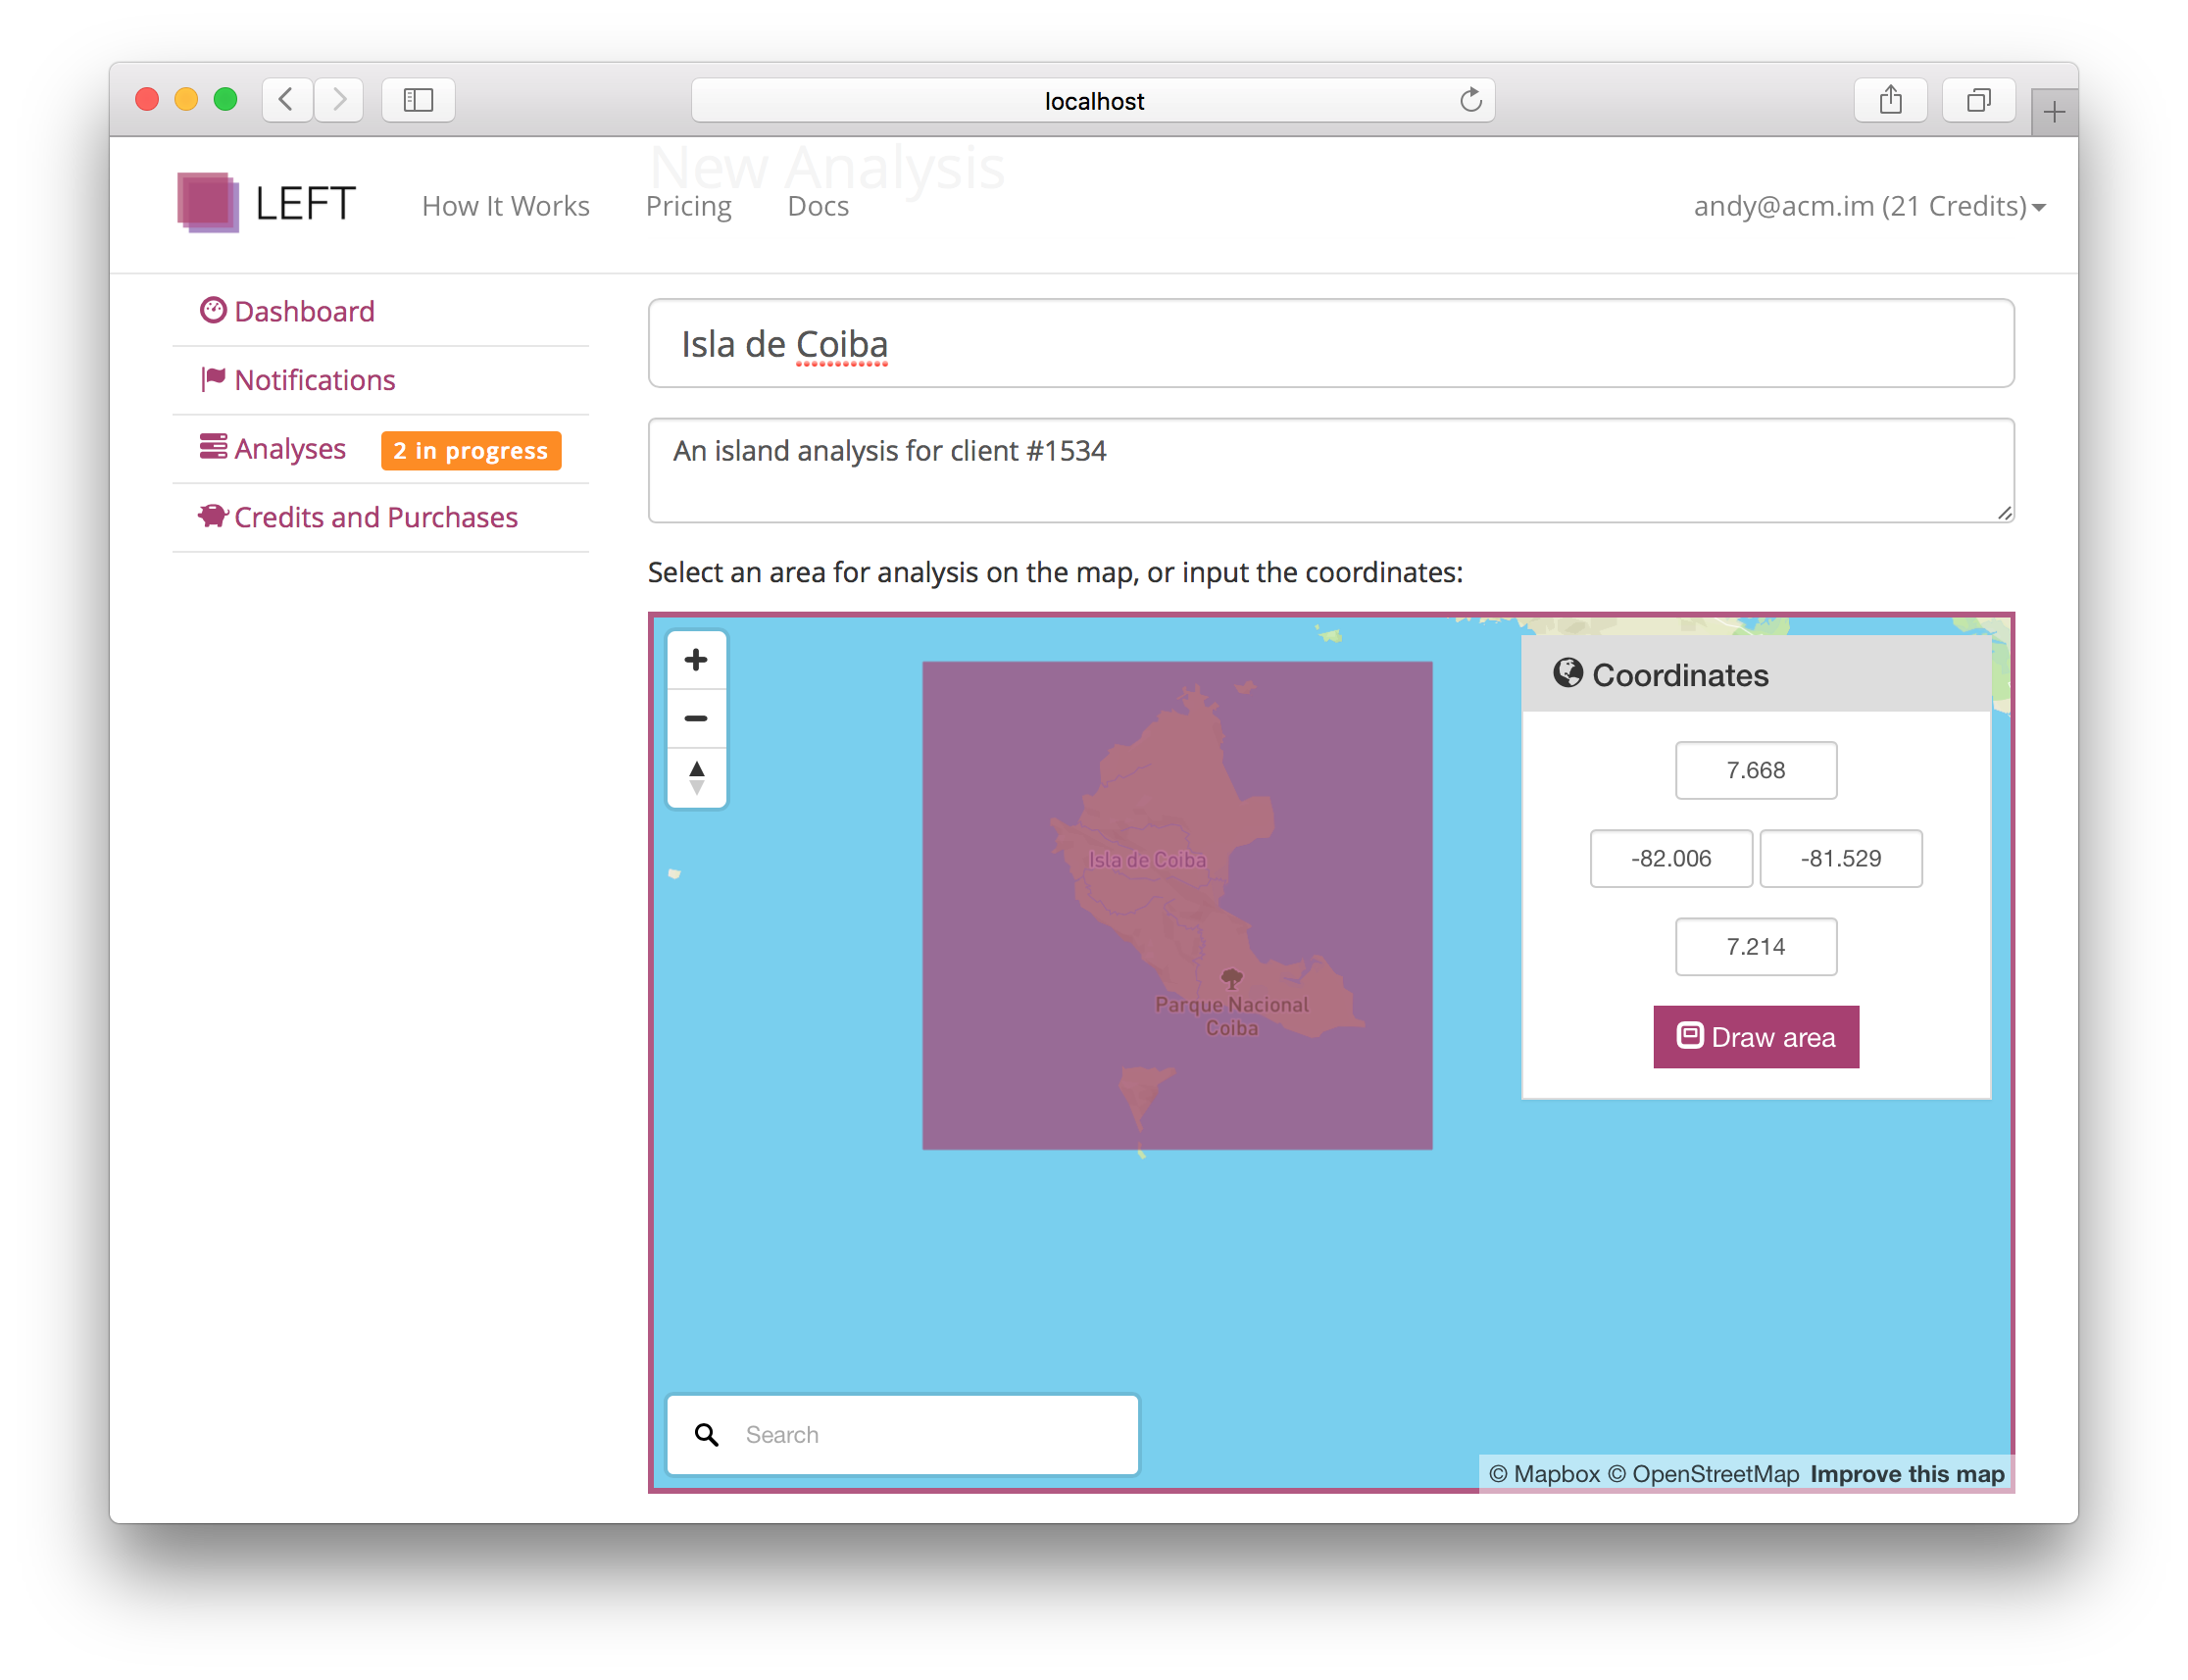 localhost
New Analysis
LEFT
How It Works
Pricing
Docs
andy@acm.im (21 Credits)
Dashboard
Notifications
Analyses
2 in progress
Credits and Purchases
Isla de Coiba
An island analysis for client #1534
Select an area for analysis on the map, or input the coordinates:
Isla de Coiba
Parque Nacional
Coiba
Coordinates
7.668
-82.006
-81.529
7.214
Draw area
Search
© Mapbox © OpenStreetMap Improve this map